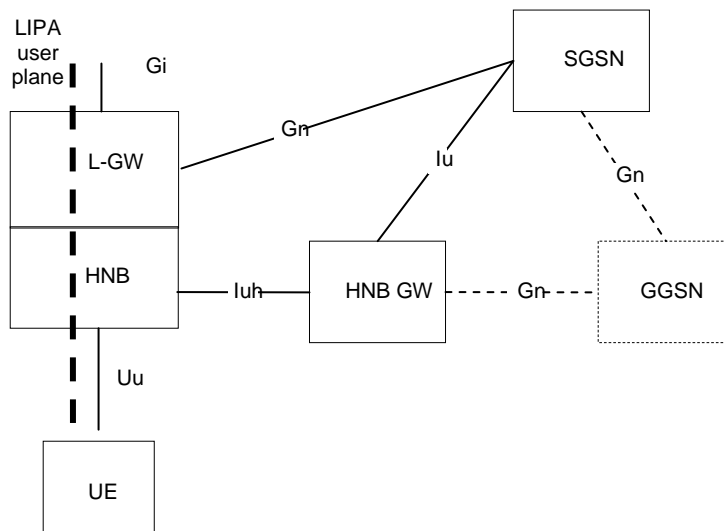 LIPA
user
plane
Gi
SGSN
L-GW
Gn
Iu
Gn
HNB
Iuh
HNB GW
Gn
GGSN
Uu
UE